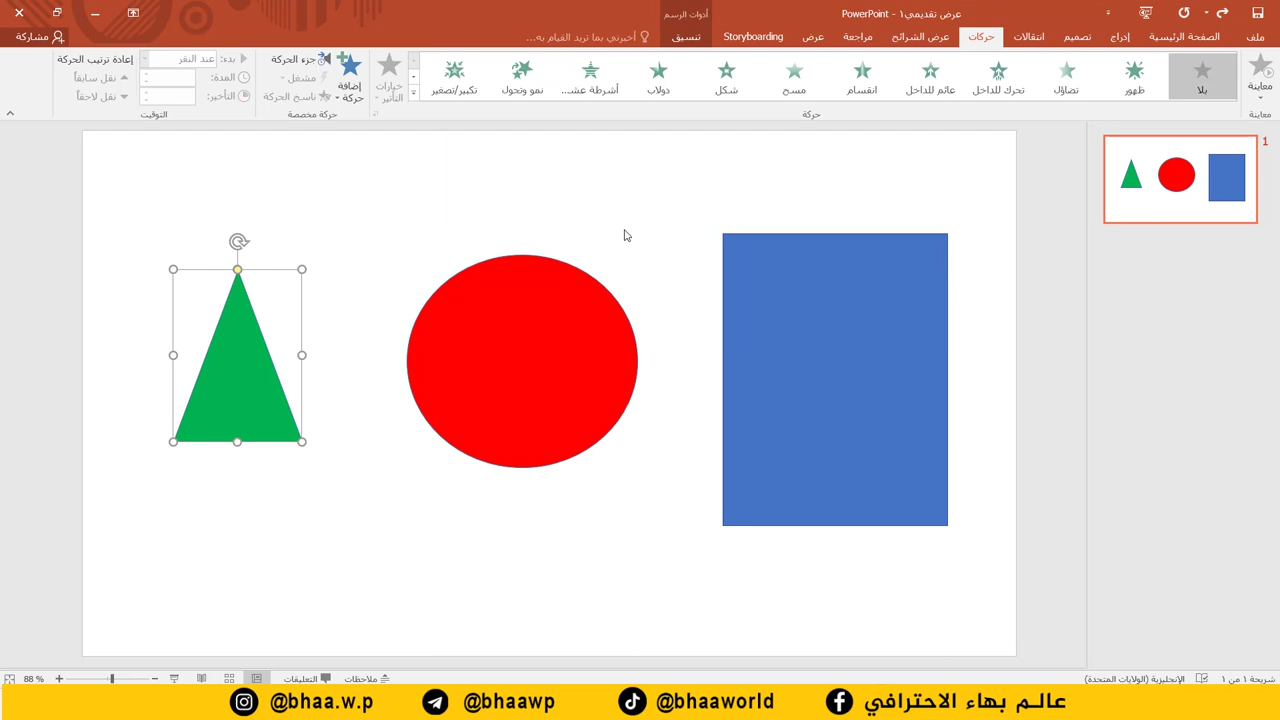 عرض تقديمي١ - PowerPoint
أدوات الرسم
ملف
الصفحة الرئيسية
إدراج
تصميم
انتقالات
حركات
عرض الشرائح
مراجعة
عرض
Storyboarding
تنسيق
أخبرني بما تريد القيام به...
مشاركة
معاينة
بلا
ظهور
تضاؤل
تحرك للداخل
عائم للداخل
انقسام
مسح
شكل
دولاب
أشرطة عشـ...
نمو وتحول
تكبير/تصغير
خيارات
التأثير
إضافة
حركة
جزء الحركة
مشغل
ناسخ الحركة
بدء: عند النقر
المدة:
التأخير:
إعادة ترتيب الحركة
نقل سابقاً
نقل لاحقاً
معاينة
حركة
حركة مخصصة
التوقيت
1
شريحة ١ من ١
الإنجليزية (الولايات المتحدة)
ملاحظات
التعليقات
88 %
@bhaa.w.p
@bhaawp
@bhaaworld
عالم بهاء الاحترافي